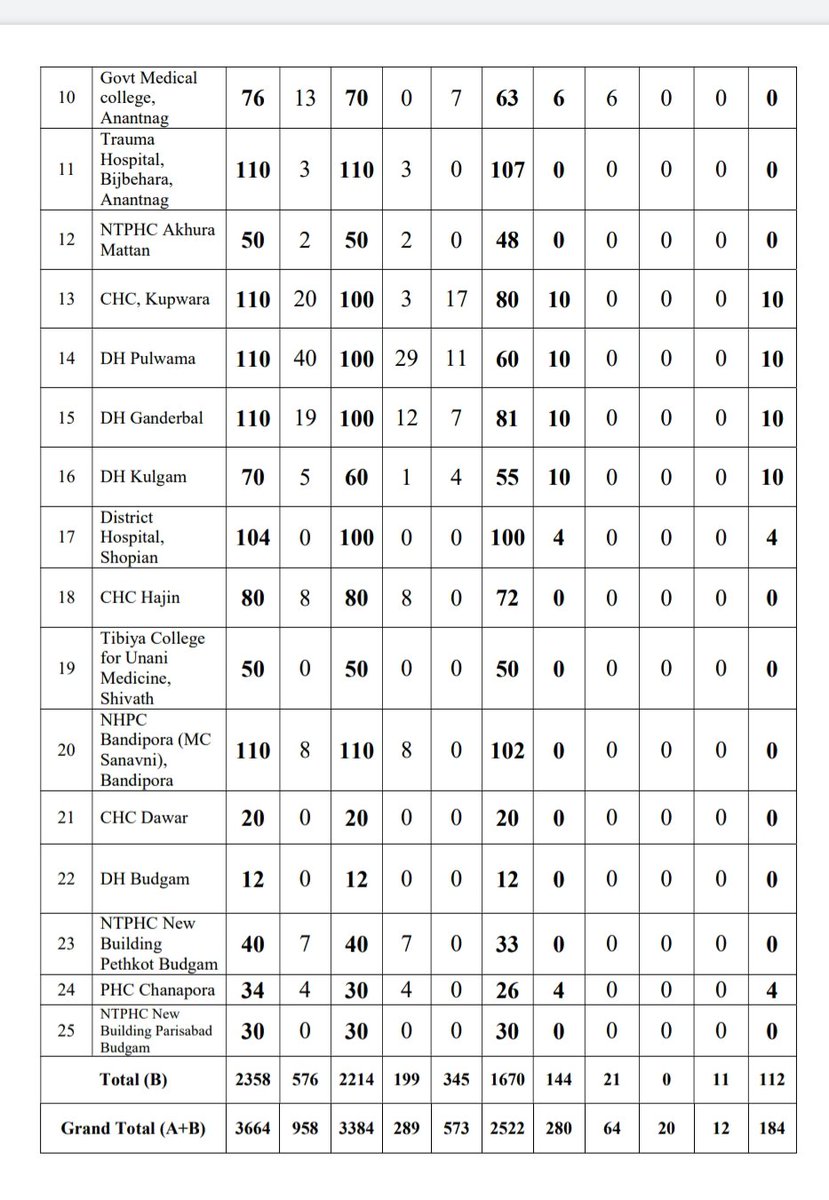 10 Govt Medical college, Anantnag 76 13 70 0 7 63 6 6 0 0 0
11 Trauma Hospital, Bijbehara, Anantnag 110 3 110 3 0 107 0 0 0 0 0
12 NTPHC Akhura Mattan 50 2 50 2 0 48 0 0 0 0 0
13 CHC, Kupwara 110 20 100 3 17 80 10 0 0 0 10
14 DH Pulwama 110 40 100 29 11 60 10 0 0 0 10
15 DH Ganderbal 110 19 100 12 7 81 10 0 0 0 10
16 DH Kulgam 70 5 60 1 4 55 10 0 0 0 10
17 District Hospital, Shopian 104 0 100 0 0 100 4 0 0 0 4
18 CHC Hajin 80 8 80 8 0 72 0 0 0 0 0
19 Tibiya College for Unani Medicine, Shivath 50 0 50 0 0 50 0 0 0 0 0
20 NHPC Bandipora (MC Sanavni), Bandipora 110 8 110 8 0 102 0 0 0 0 0
21 CHC Dawar 20 0 20 0 0 20 0 0 0 0 0
22 DH Budgam 12 0 12 0 0 12 0 0 0 0 0
23 NTPHC New Building Pethkot Budgam 40 7 40 7 0 33 0 0 0 0 0
24 PHC Chanapora 34 4 30 4 0 26 4 0 0 0 4
25 NTPHC New Building Parisabad Budgam 30 0 30 0 0 30 0 0 0 0 0
Total (B) 2358 576 2214 199 345 1670 144 21 0 11 112
Grand Total (A+B) 3664 958 3384 289 573 2522 280 64 20 12 184